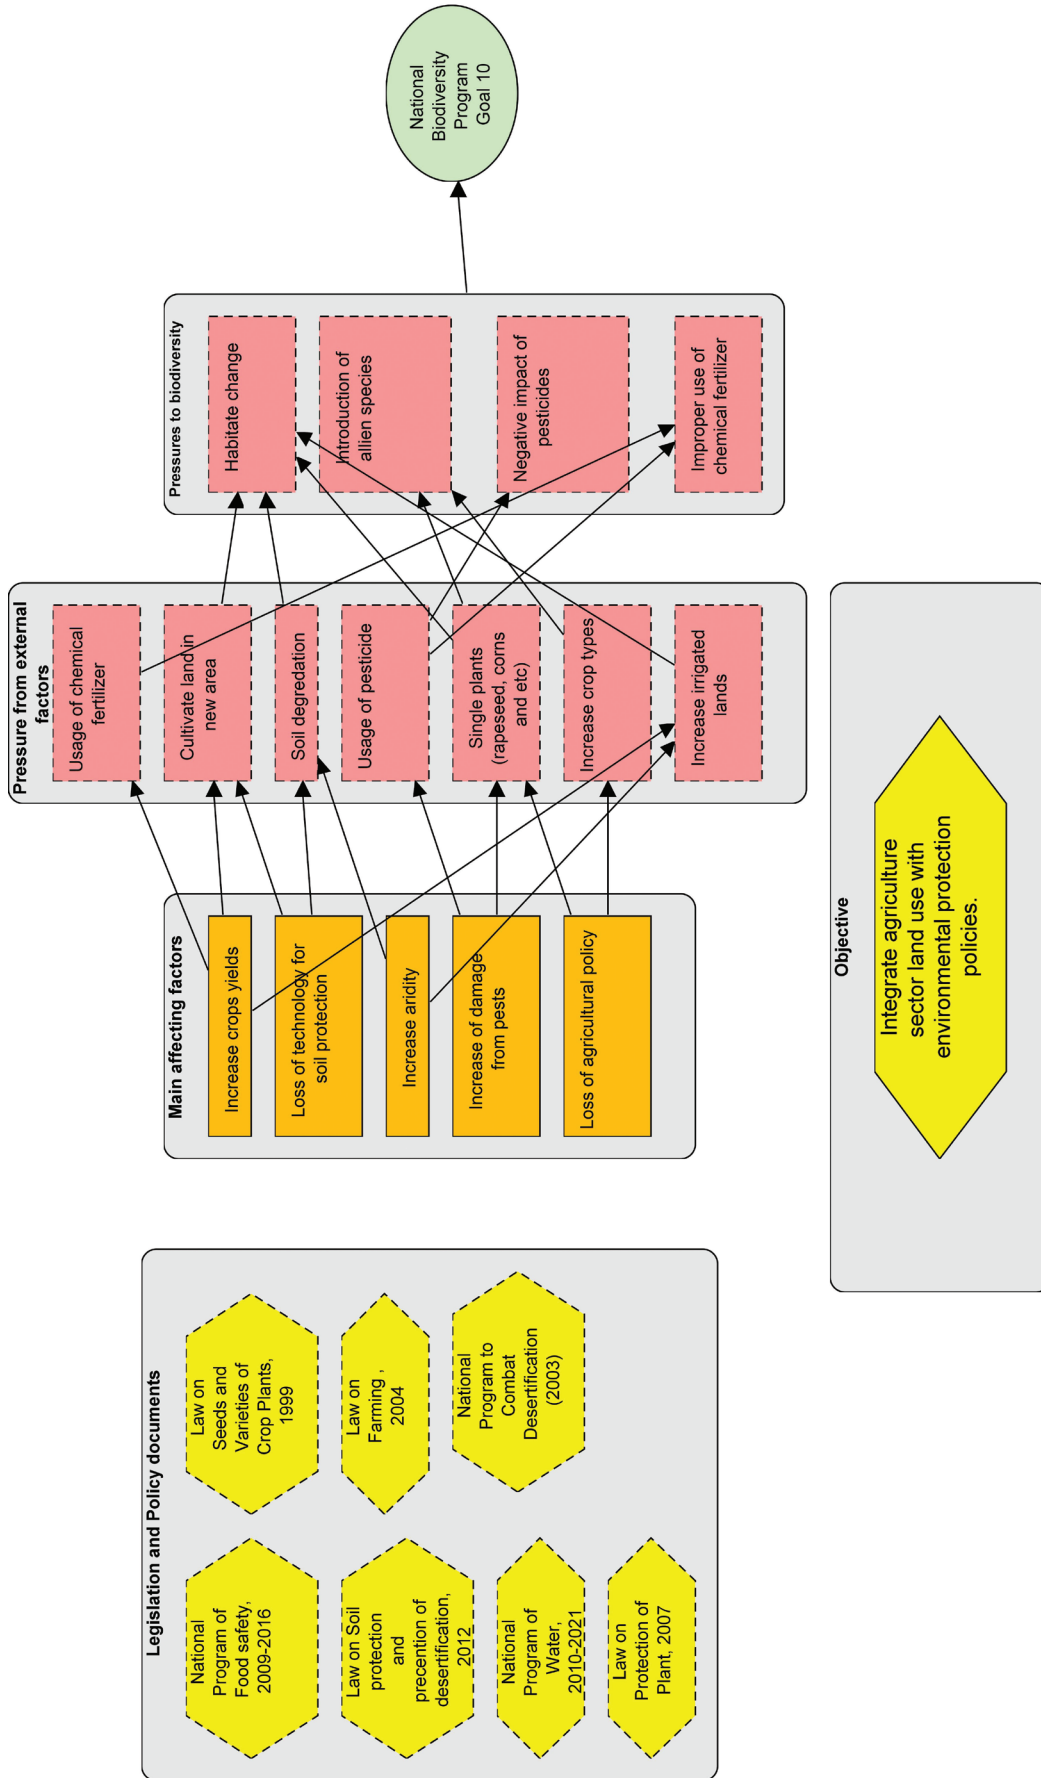 Legislation and Policy documents
National
Program of
Food safety,
2009-2016
Law on Soil
protection
and
precention of
desertification,
2012
National
Program of
Water,
2010-2021
Law on
Protection of
Plant, 2007
Law on
Seeds and
Varieties of
Crop Plants,
1999
Law on
Farming ,
2004
National
Program to
Combat
Desertification
(2003)
Main affecting factors
Increase crops yields
Loss of technology for
soil protection
Increase aridity
Increase of damage
from pests
Loss of agricultural policy
Pressure from external
factors
Usage of chemical
fertilizer
Cultivate land in
new area
Soil degredation
Usage of pesticide
Single plants
(rapeseed, corns
and etc)
Increase crop types
Increase irrigated
lands
Pressures to biodiversity
Habitate change
Introduction of
allien species
Negative impact of
pesticides
Improper use of
chemical fertilizer
National
Biodiversity
Program
Goal 10
Objective
Integrate agriculture
sector land use with
environmental protection
policies.